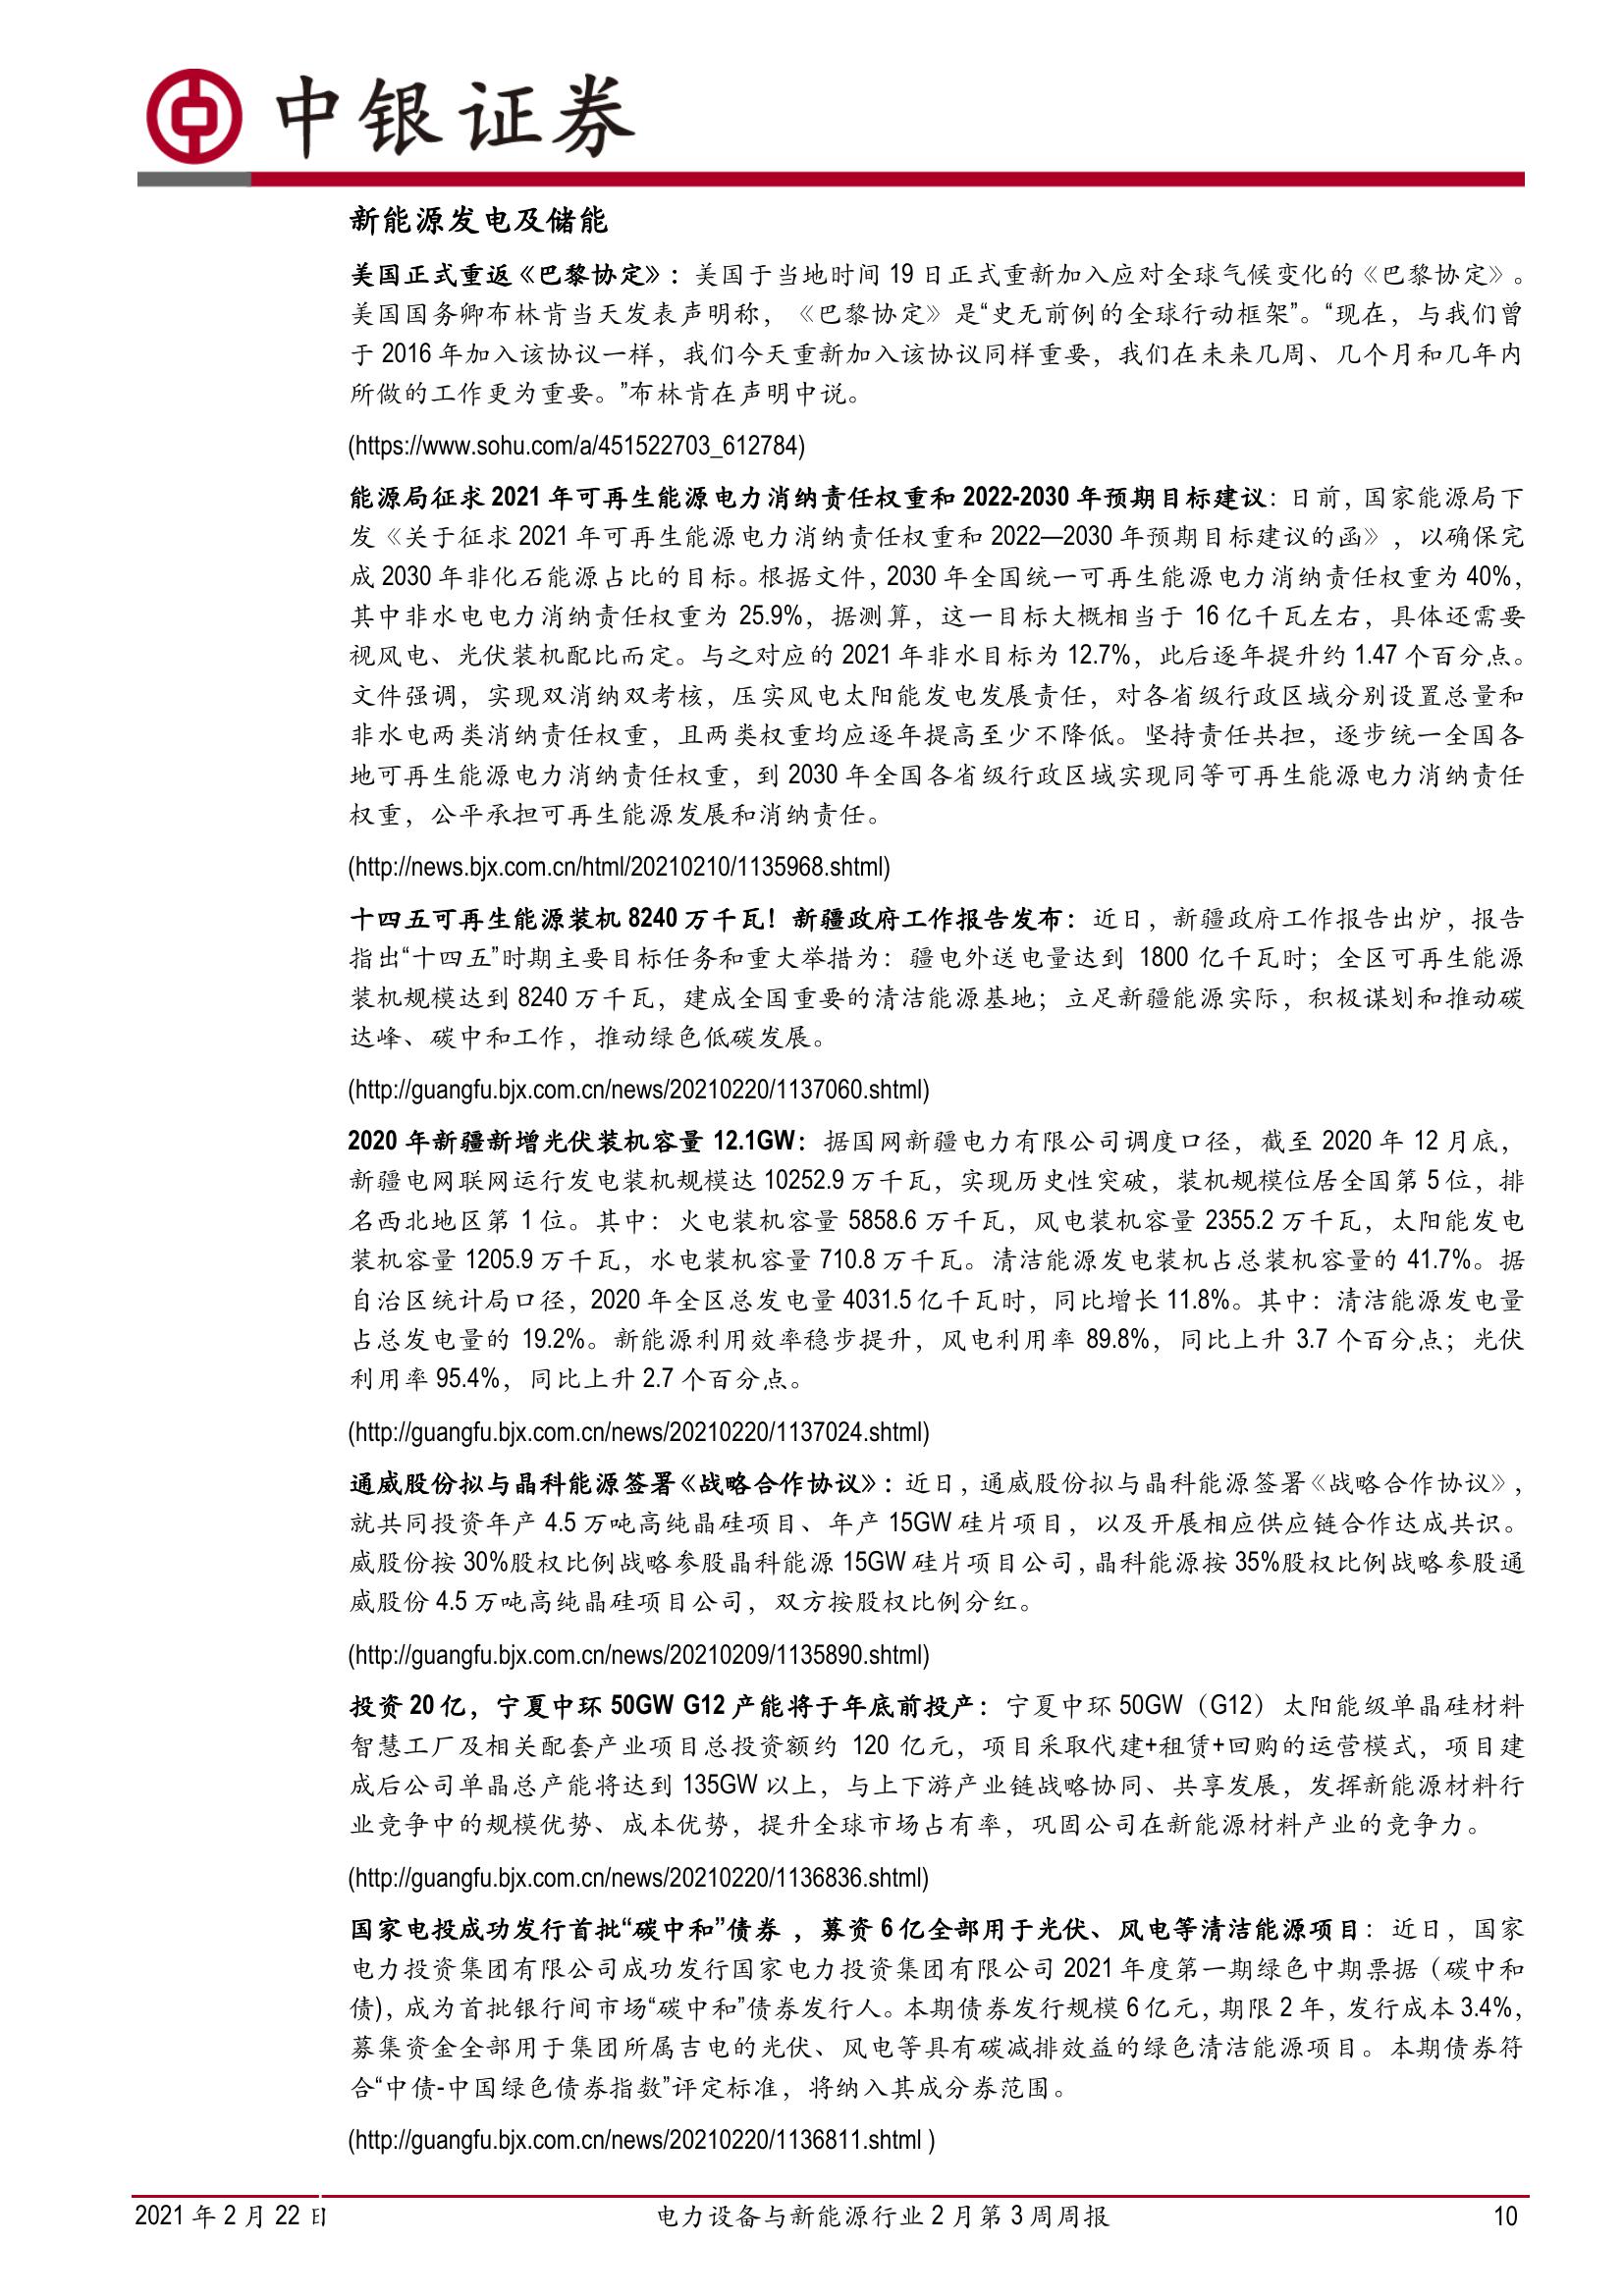 中银证券
新能源发电及储能
美国正式重返《巴黎协定》：美国于当地时间 19 日正式重新加入应对全球气候变化的《巴黎协定》。
美国国务卿布林肯当天发表声明称，《巴黎协定》是“史无前例的全球行动框架”。“现在，与我们曾
于 2016 年加入该协议一样，我们今天重新加入该协议同样重要，我们在未来几周、几个月和几年内
所做的工作更为重要。”布林肯在声明中说。
(https://www.sohu.com/a/451522703_612784)
能源局征求 2021 年可再生能源电力消纳责任权重和 2022-2030 年预期目标建议：日前，国家能源局下
发《关于征求 2021 年可再生能源电力消纳责任权重和 2022—2030 年预期目标建议的函》，以确保完
成 2030 年非化石能源占比的目标。根据文件，2030 年全国统一可再生能源电力消纳责任权重为 40%，
其中非水电电力消纳责任权重为 25.9%，据测算，这一目标大概相当于 16 亿千瓦左右，具体还需要
视风电、光伏装机配比而定。与之对应的 2021 年非水目标为 12.7%，此后逐年提升约 1.47 个百分点。
文件强调，实现双消纳双考核，压实风电太阳能发电发展责任，对各省级行政区域分别设置总量和
非水电两类消纳责任权重，且两类权重均应逐年提高至少不降低。坚持责任共担，逐步统一全国各
地可再生能源电力消纳责任权重，到 2030 年全国各省级行政区域实现同等可再生能源电力消纳责任
权重，公平承担可再生能源发展和消纳责任。
(http://news.bjx.com.cn/html/20210210/1135968.shtml)
十四五可再生能源装机 8240 万千瓦！新疆政府工作报告发布：近日，新疆政府工作报告出炉，报告
指出“十四五”时期主要目标任务和重大举措为：疆电外送电量达到 1800 亿千瓦时；全区可再生能源
装机规模达到 8240 万千瓦，建成全国重要的清洁能源基地；立足新疆能源实际，积极谋划和推动碳
达峰、碳中和工作，推动绿色低碳发展。
(http://guangfu.bjx.com.cn/news/20210220/1137060.shtml)
2020 年新疆新增光伏装机容量 12.1GW：据国网新疆电力有限公司调度口径，截至 2020 年 12 月底，
新疆电网联网运行发电装机规模达 10252.9 万千瓦，实现历史性突破，装机规模位居全国第 5 位，排
名西北地区第 1 位。其中：火电装机容量 5858.6 万千瓦，风电装机容量 2355.2 万千瓦，太阳能发电
装机容量 1205.9 万千瓦，水电装机容量 710.8 万千瓦。清洁能源发电装机占总装机容量的 41.7%。据
自治区统计局口径，2020 年全区总发电量 4031.5 亿千瓦时，同比增长 11.8%。其中：清洁能源发电量
占总发电量的 19.2%。新能源利用效率稳步提升，风电利用率 89.8%，同比上升 3.7 个百分点；光伏
利用率 95.4%，同比上升 2.7 个百分点。
(http://guangfu.bjx.com.cn/news/20210220/1137024.shtml)
通威股份拟与晶科能源签署《战略合作协议》：近日，通威股份拟与晶科能源签署《战略合作协议》，
就共同投资年产 4.5 万吨高纯晶硅项目、年产 15GW 硅片项目，以及开展相应供应链合作达成共识。
威股份按 30%股权比例战略参股晶科能源 15GW 硅片项目公司，晶科能源按 35%股权比例战略参股通
威股份 4.5 万吨高纯晶硅项目公司，双方按股权比例分红。
(http://guangfu.bjx.com.cn/news/20210209/1135890.shtml)
投资 20 亿，宁夏中环 50GW G12 产能将于年底前投产：宁夏中环 50GW（G12）太阳能级单晶硅材料
智慧工厂及相关配套产业项目总投资额约 120 亿元，项目采取代建+租赁+回购的运营模式，项目建
成后公司单晶总产能将达到 135GW 以上，与上下游产业链战略协同、共享发展，发挥新能源材料行
业竞争中的规模优势、成本优势，提升全球市场占有率，巩固公司在新能源材料产业的竞争力。
(http://guangfu.bjx.com.cn/news/20210220/1136836.shtml)
国家电投成功发行首批“碳中和”债券 ，募资 6 亿全部用于光伏、风电等清洁能源项目：近日，国家
电力投资集团有限公司成功发行国家电力投资集团有限公司 2021 年度第一期绿色中期票据（碳中和
债)，成为首批银行间市场“碳中和”债券发行人。本期债券发行规模 6 亿元，期限 2 年，发行成本 3.4%，
募集资金全部用于集团所属吉电的光伏、风电等具有碳减排效益的绿色清洁能源项目。本期债券符
合“中债-中国绿色债券指数”评定标准，将纳入其成分券范围。
(http://guangfu.bjx.com.cn/news/20210220/1136811.shtml )
2021 年 2 月 22 日 电力设备与新能源行业 2 月第 3 周周报 10